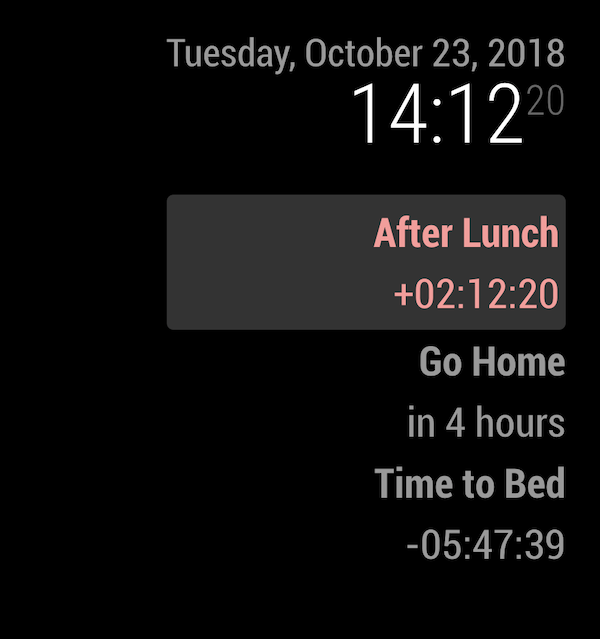 Tuesday, October 23, 2018
14:12 20
After Lunch
+02:12:20
Go Home
in 4 hours
Time to Bed
-05:47:39